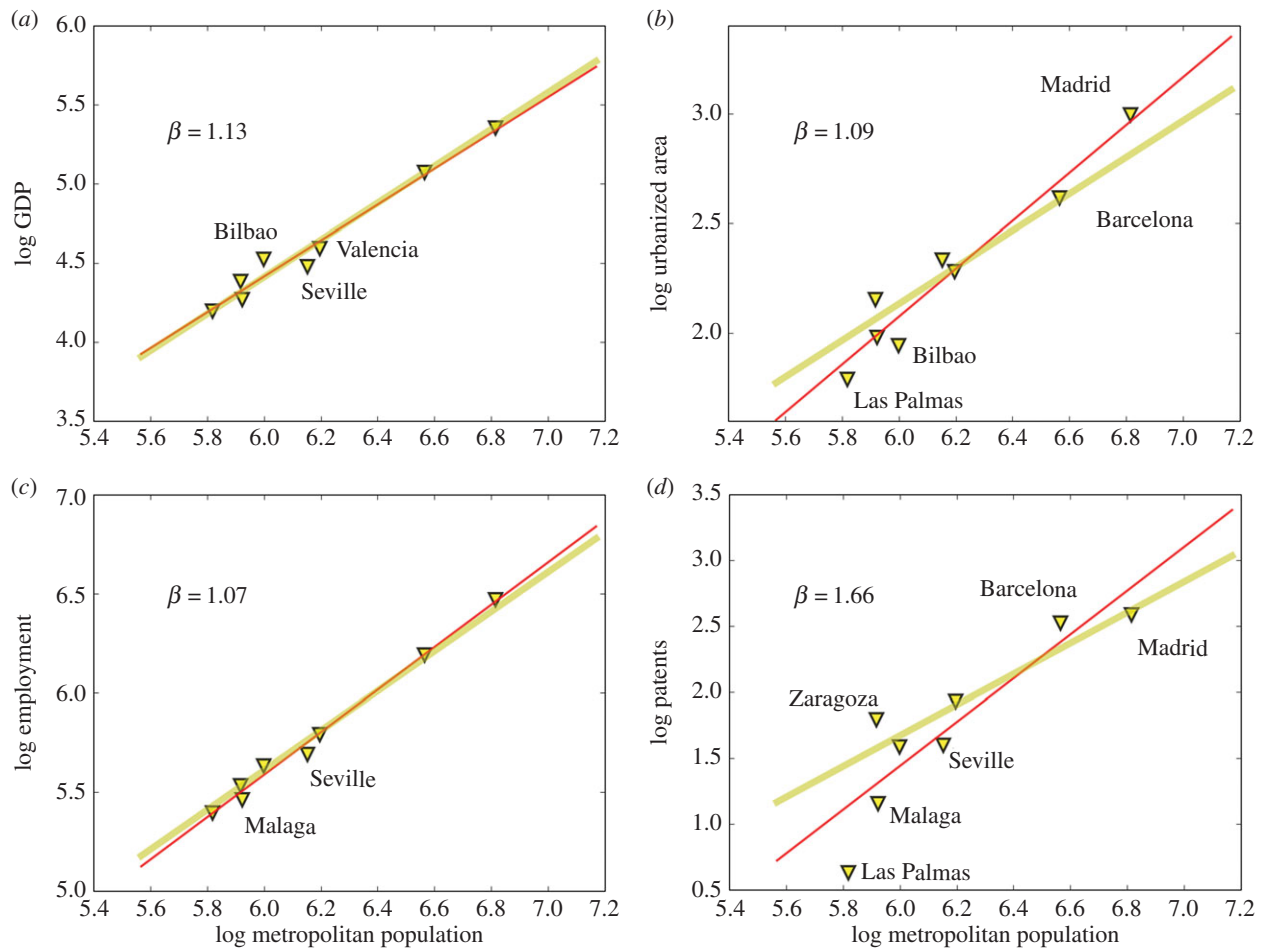 (a)
6.0
5.5
5.0
4.5
4.0
3.5
log GDP
β = 1.13
Bilbao
Valencia
Seville
5.4 5.6 5.8 6.0 6.2 6.4 6.6 6.8 7.0 7.2
(b)
3.0
2.5
2.0
log urbanized area
β = 1.09
Madrid
Barcelona
Bilbao
Las Palmas
5.4 5.6 5.8 6.0 6.2 6.4 6.6 6.8 7.0 7.2
(c)
7.0
6.5
6.0
5.5
5.0
log employment
β = 1.07
Seville
Malaga
5.4 5.6 5.8 6.0 6.2 6.4 6.6 6.8 7.0 7.2
log metropolitan population
(d)
3.5
3.0
2.5
2.0
1.5
1.0
0.5
log patents
β = 1.66
Barcelona
Madrid
Zaragoza
Seville
Malaga
Las Palmas
5.4 5.6 5.8 6.0 6.2 6.4 6.6 6.8 7.0 7.2
log metropolitan population